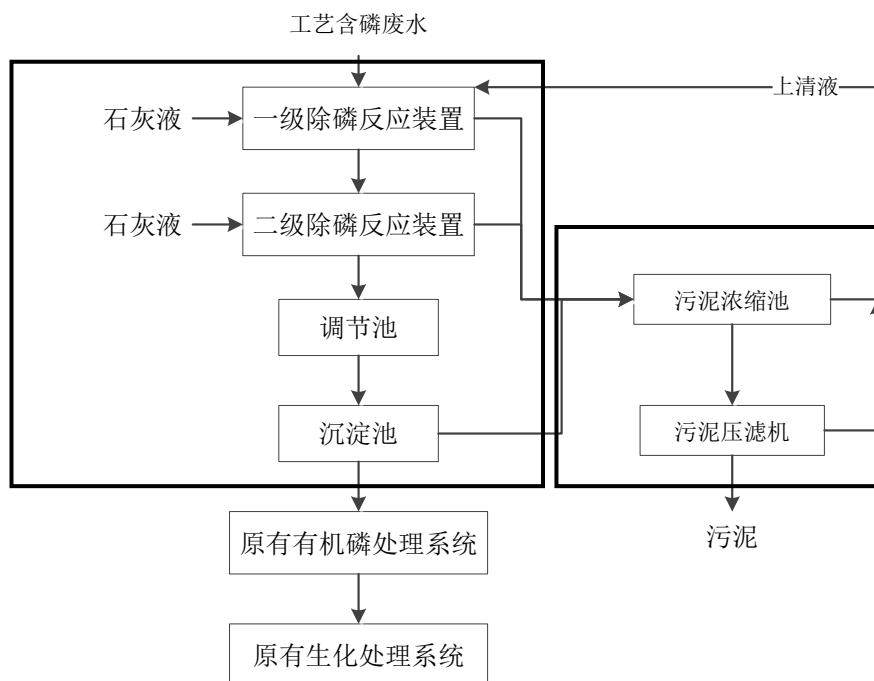 工艺含磷废水
上清液
石灰液
一级除磷反应装置
石灰液
二级除磷反应装置
污泥浓缩池
调节池
沉淀池
污泥压滤机
原有有机磷处理系统
污泥
原有生化处理系统